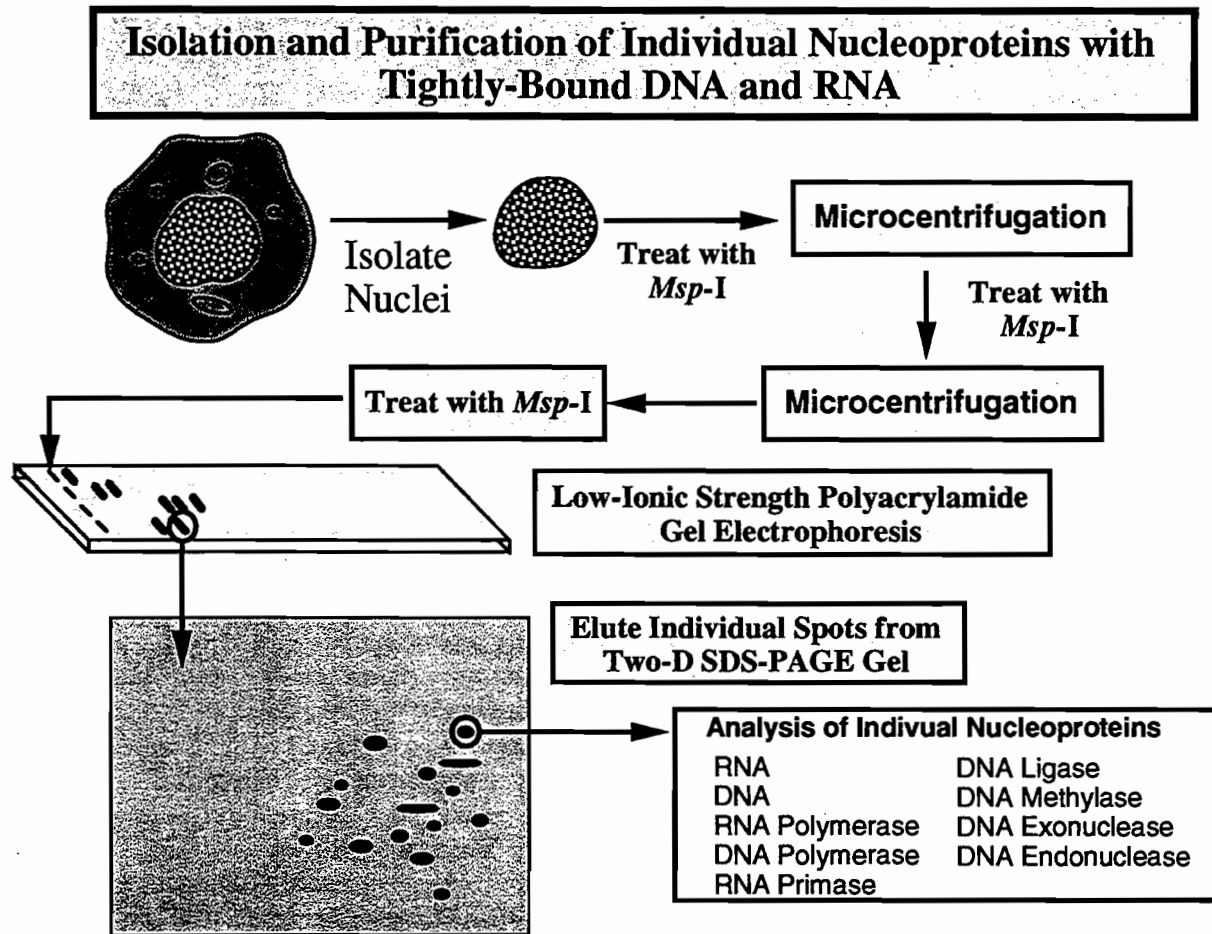 Isolation and Purification of Individual Nucleoproteins with
Tightly-Bound DNA and RNA
Isolate
Nuclei
Treat with
Msp-I
Microcentrifugation
Treat with
Msp-I
Microcentrifugation
Treat with Msp-I
Low-Ionic Strength Polyacrylamide
Gel Electrophoresis
Elute Individual Spots from
Two-D SDS-PAGE Gel
Analysis of Indivual Nucleoproteins
RNA
DNA
RNA Polymerase
DNA Polymerase
RNA Primase
DNA Ligase
DNA Methylase
DNA Exonuclease
DNA Endonuclease